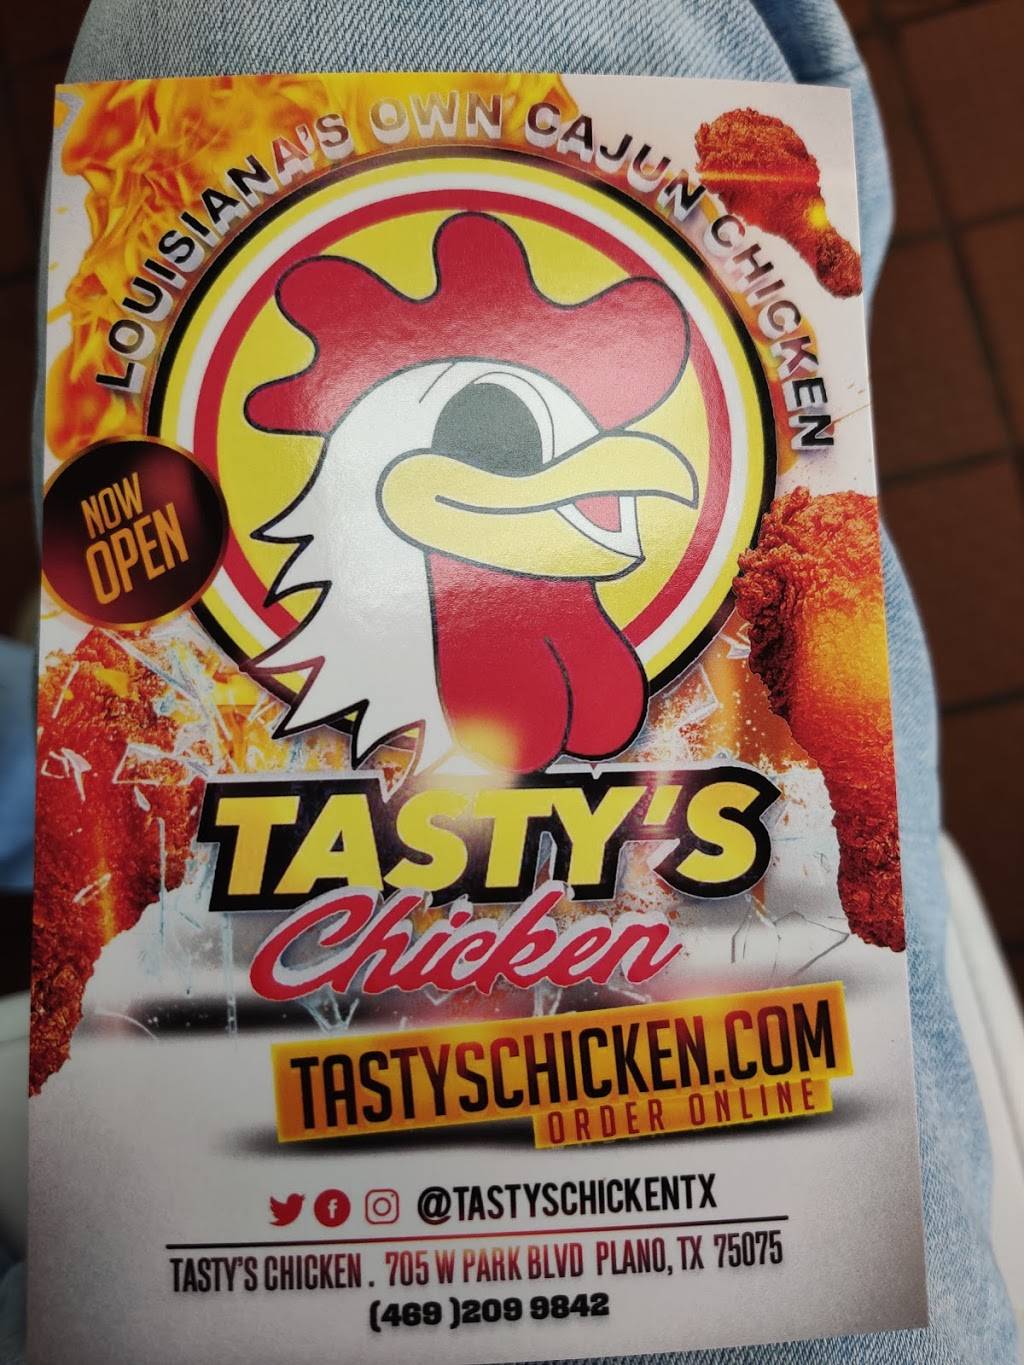 LOUISIANA'S OWN CAJUN CHICKEN
NOW
OPEN
TASTY'S
Chicken
TASTYSCHICKEN.COM
ORDER ONLINE
@TASTYSCHICKENTX
TASTY'S CHICKEN . 705 W PARK BLVD PLANO, TX 75075
(469 )209 9842